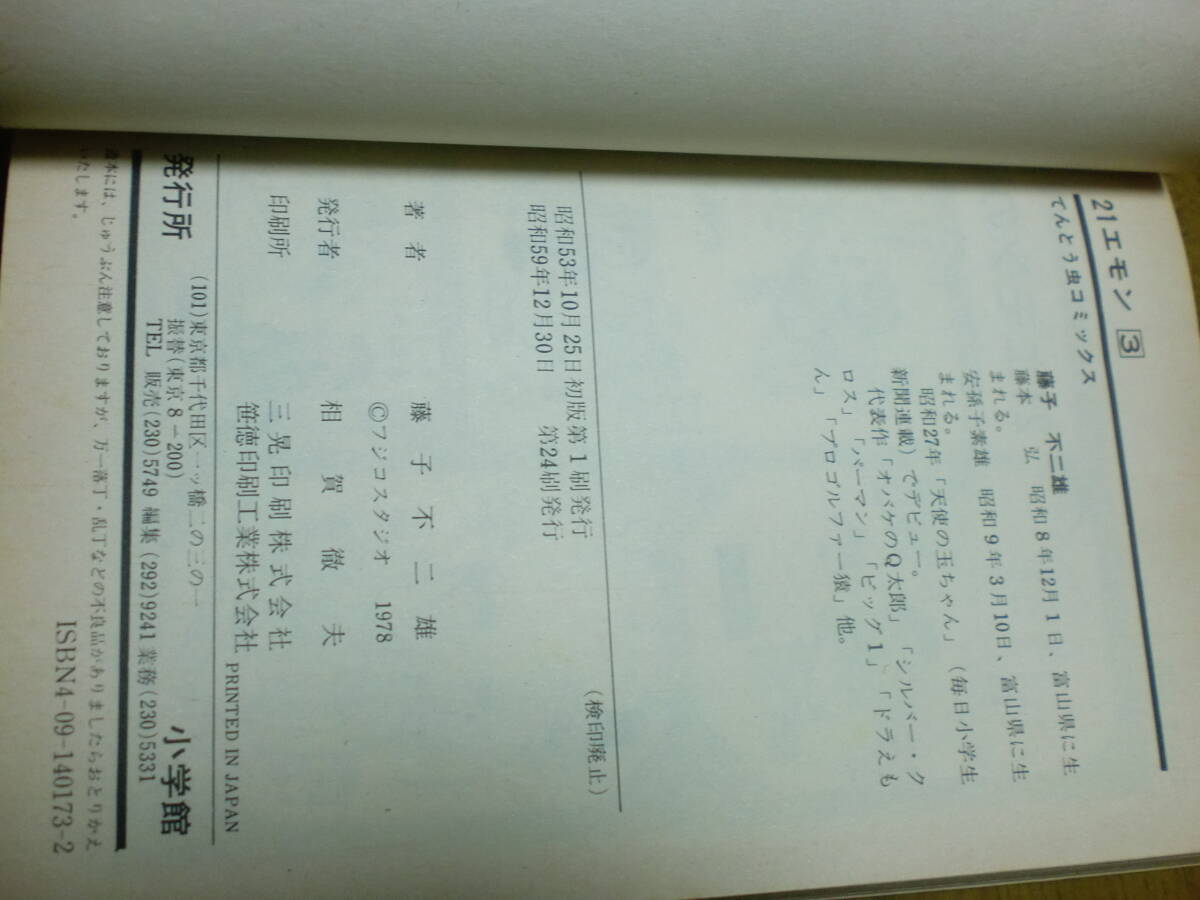 21エモン 3
てんとう虫コミックス
藤子 不二雄
藤本 弘 昭和8年12月1日、富山県に生
まれる。
安孫子素雄 昭和9年3月10日、富山県に生
まれる。
昭和27年「天使の玉ちゃん」(毎日小学生
新聞連載)でデビュー。
代表作「オバケのQ太郎」「シルバー・ク
ロス」「パーマン」「ビッグ1」「ドラえも
ん」「プロゴルファー猿」他。
昭和53年10月25日初版第1刷発行
昭和59年12月30日 第24刷発行
(検印廃止)
著者 藤子不二雄
©フジコスタジオ 1978
発行者 相賀徹夫
印刷所 三晃印刷株式会社
笹徳印刷工業株式会社
PRINTED IN JAPAN
発行所 (101)東京都千代田区一ッ橋二の三の一
振替(東京8-200)
TEL 販売(230)5749 編集(292)9241 業務(230)5331
小学館
造本には、じゅうぶん注意しておりますが、万一落丁・乱丁などの不良品がありましたらおとりかえ
いたします。
ISBN4-09-140173-2